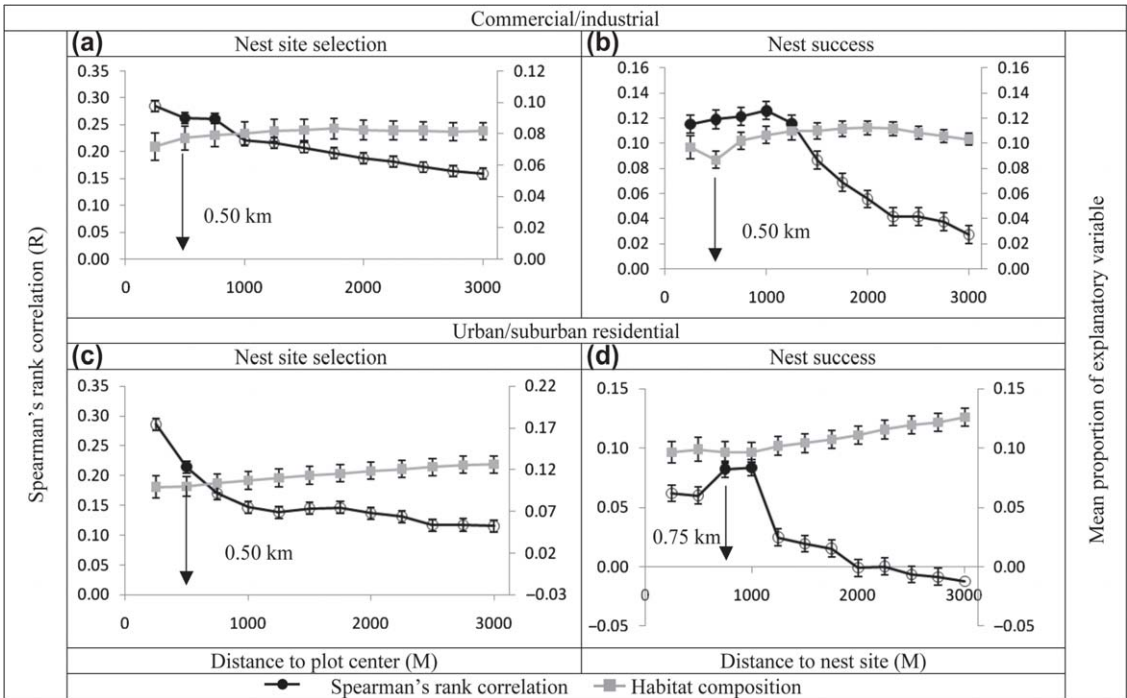 Commercial/industrial
(a) Nest site selection
(b) Nest success
0.35 0.12
0.30 0.10
0.25 0.08
0.20 0.06
0.15 0.04
0.10 0.02
0.05 0.00
0.00
0.50 km
0 1000 2000 3000
0.16 0.16
0.14 0.14
0.12 0.12
0.10 0.10
0.08 0.08
0.06 0.06
0.04 0.04
0.02 0.02
0.00 0.00
0.50 km
0 1000 2000 3000
Urban/suburban residential
(c) Nest site selection
(d) Nest success
0.35 0.22
0.30 0.17
0.25 0.12
0.20 0.07
0.15 0.02
0.10 −0.03
0.05
0.00
0.50 km
0 1000 2000 3000
0.15 0.15
0.10 0.10
0.05 0.05
0.00 0.00
−0.05 −0.05
0.75 km
0 1000 2000 3000
Spearman's rank correlation (R)
Mean proportion of explanatory variable
Distance to plot center (M)
Distance to nest site (M)
Spearman's rank correlation
Habitat composition